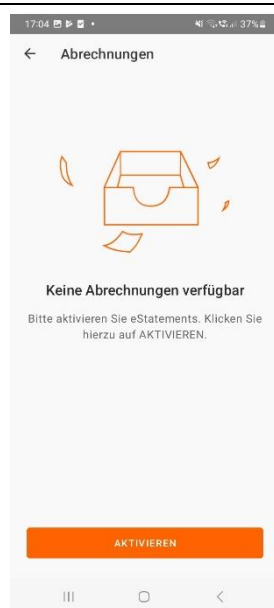 17:04
37%
Abrechnungen
Keine Abrechnungen verfügbar
Bitte aktivieren Sie eStatements. Klicken Sie
hierzu auf AKTIVIEREN.
AKTIVIEREN